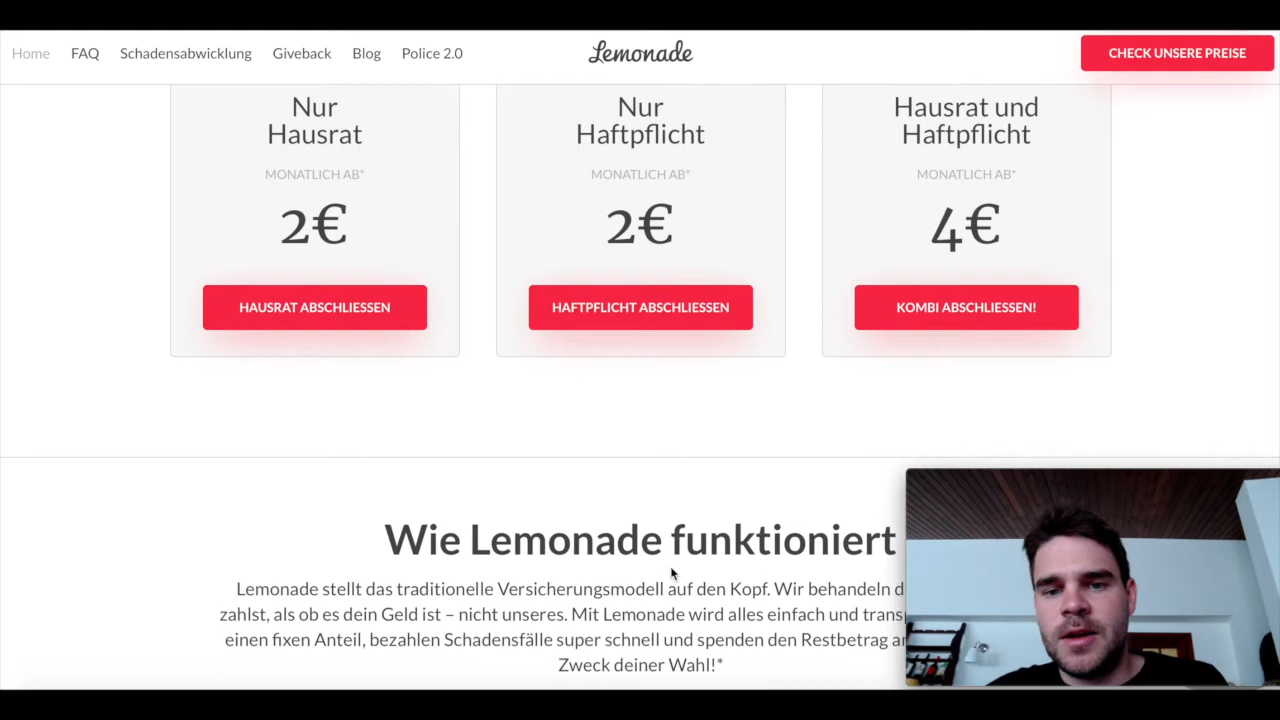 Home FAQ Schadensabwicklung Giveback Blog Police 2.0 Lemonade CHECK UNSERE PREISE
Nur
Hausrat
MONATLICH AB*
2€
HAUSRAT ABSCHLIESSEN
Nur
Haftpflicht
MONATLICH AB*
2€
HAFTPFLICHT ABSCHLIESSEN
Hausrat und
Haftpflicht
MONATLICH AB*
4€
KOMBI ABSCHLIESSEN!
Wie Lemonade funktioniert
Lemonade stellt das traditionelle Versicherungsmodell auf den Kopf. Wir behandeln
zahlst, als ob es dein Geld ist – nicht unseres. Mit Lemonade wird alles einfach und
einen fixen Anteil, bezahlen Schadensfälle super schnell und spenden den Restbetrag
Zweck deiner Wahl!*